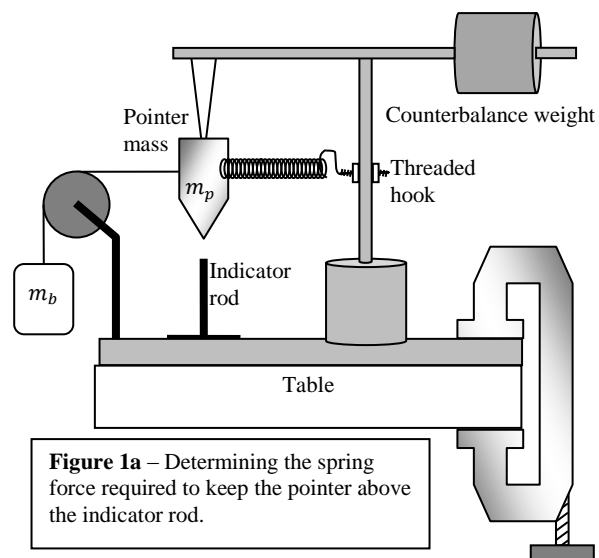 Counterbalance weight
Pointer
mass
m_p
Threaded
hook
m_b
Indicator
rod
Table
Figure 1a – Determining the spring
force required to keep the pointer above
the indicator rod.